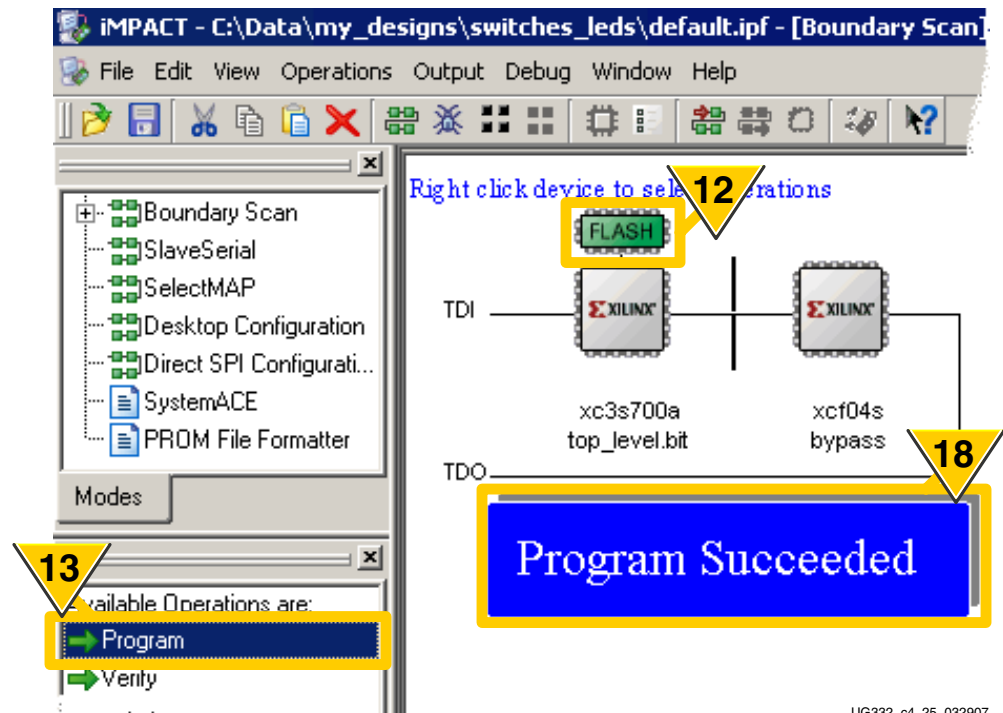 iMPACT - C:\Data\my_designs\switches_leds\default.ipf - [Boundary Scan]
File Edit View Operations Output Debug Window Help
Right click device to sele 12 erations
Boundary Scan
SlaveSerial
SelectMAP
Desktop Configuration
Direct SPI Configurati...
SystemACE
PROM File Formatter
Modes
FLASH
TDI
XILINX
XILINX
xc3s700a
top_level.bit
xcf04s
bypass
TDO
18
Program Succeeded
13
vailable Operations are:
Program
Verify
UG332_c4_25_032907